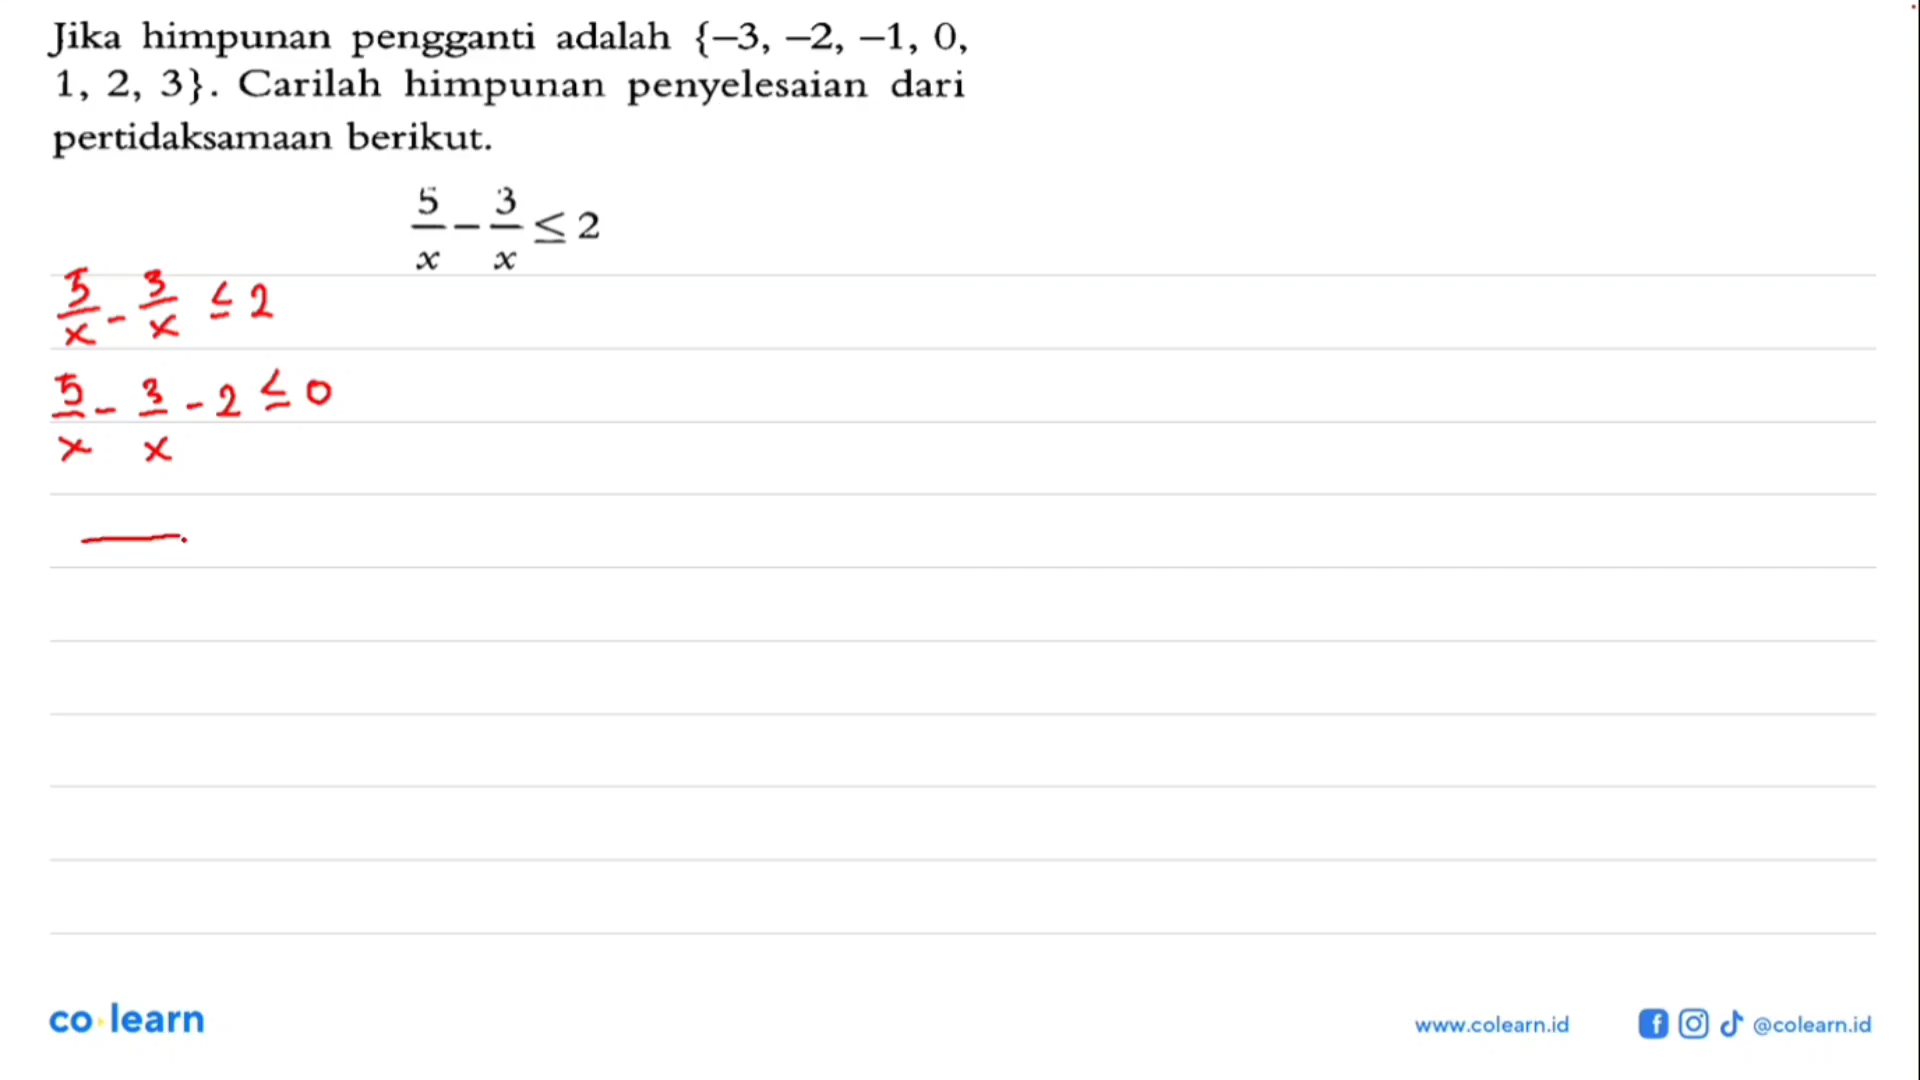 Jika himpunan pengganti adalah {−3, −2, −1, 0,
1, 2, 3}. Carilah himpunan penyelesaian dari
pertidaksamaan berikut.
5/x − 3/x ≤ 2
5/x - 3/x ≤ 2
5/x - 3/x - 2 ≤ 0
co learn
www.colearn.id
@colearn.id